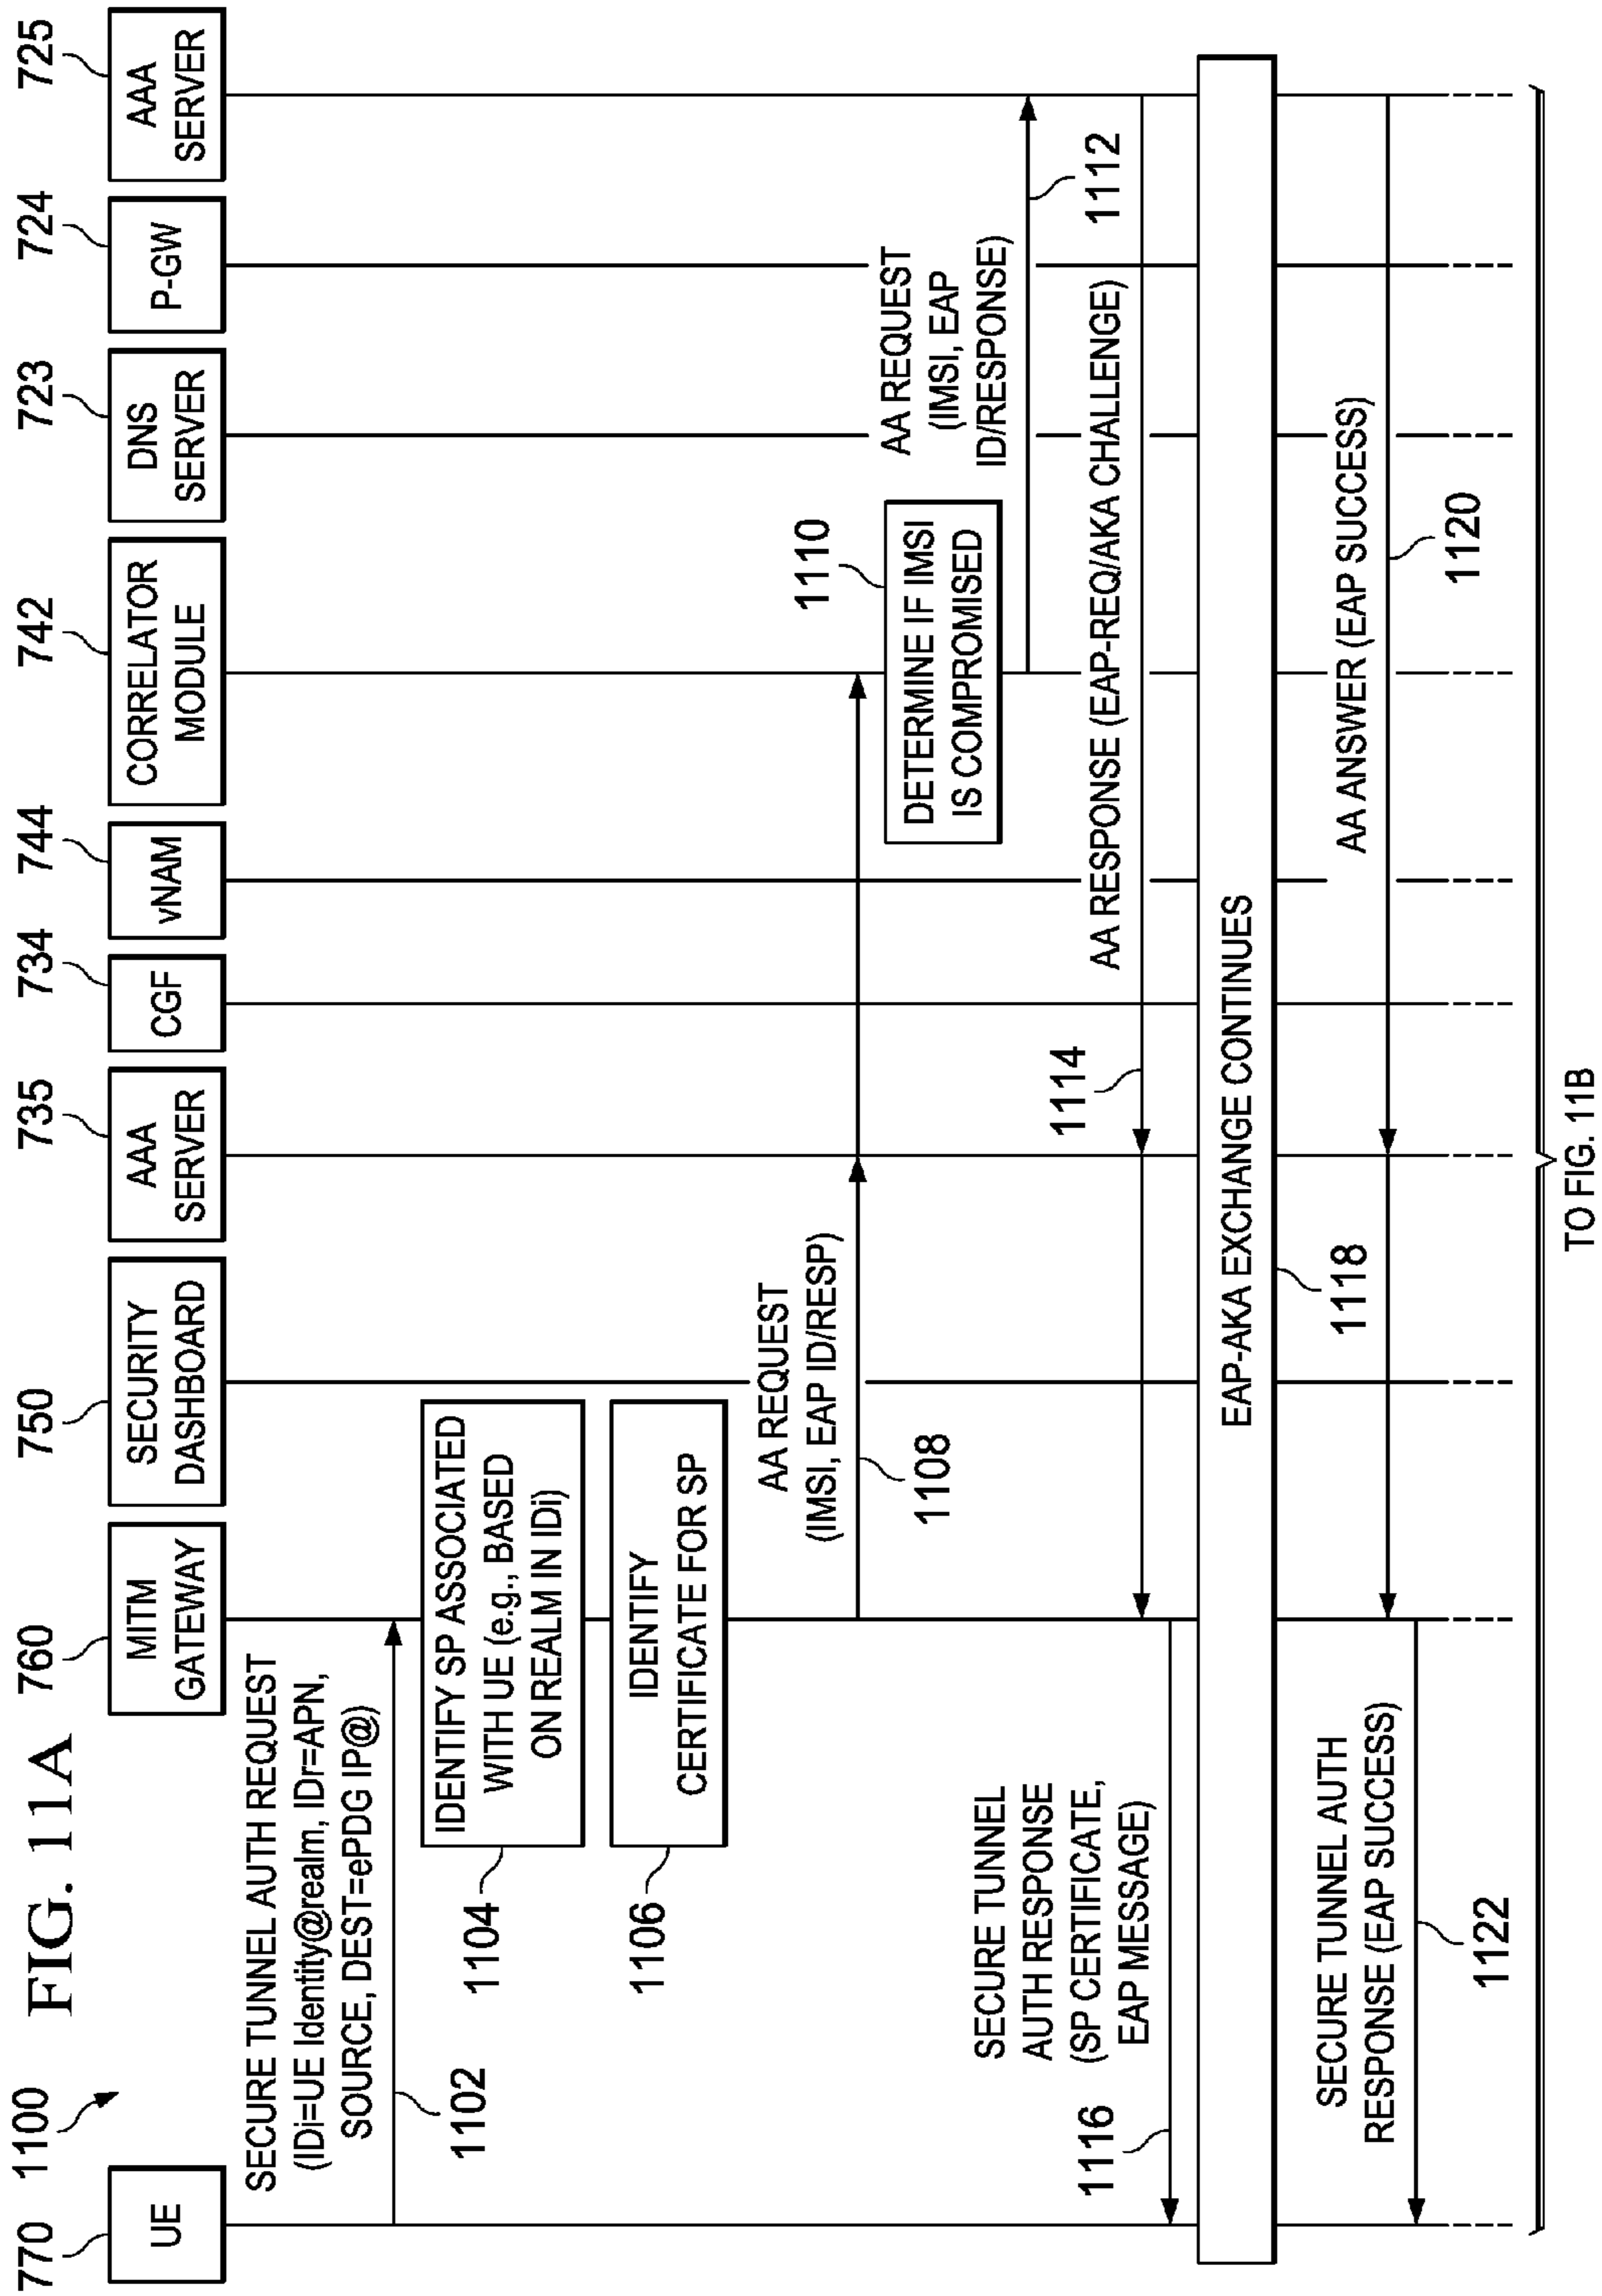 FIG. 11A
1100
770
760
750
735
734
744
742
723
724
725
UE
MITM
GATEWAY
SECURITY
DASHBOARD
AAA
SERVER
CGF
vNAM
CORRELATOR
MODULE
DNS
SERVER
P-GW
AAA
SERVER
SECURE TUNNEL AUTH REQUEST
(IDi=UE Identity@realm, IDr=APN,
SOURCE, DEST=ePDG IP@)
1102
IDENTIFY SP ASSOCIATED
WITH UE (e.g., BASED
ON REALM IN IDi)
1104
IDENTIFY
CERTIFICATE FOR SP
1106
AA REQUEST
(IMSI, EAP ID/RESP)
1108
1110
DETERMINE IF IMSI
IS COMPROMISED
AA REQUEST
(IMSI, EAP
ID/RESPONSE)
1112
AA RESPONSE (EAP-REQ/AKA CHALLENGE)
1114
SECURE TUNNEL
AUTH RESPONSE
(SP CERTIFICATE,
EAP MESSAGE)
1116
EAP-AKA EXCHANGE CONTINUES
1118
AA ANSWER (EAP SUCCESS)
1120
SECURE TUNNEL AUTH
RESPONSE (EAP SUCCESS)
1122
TO FIG. 11B